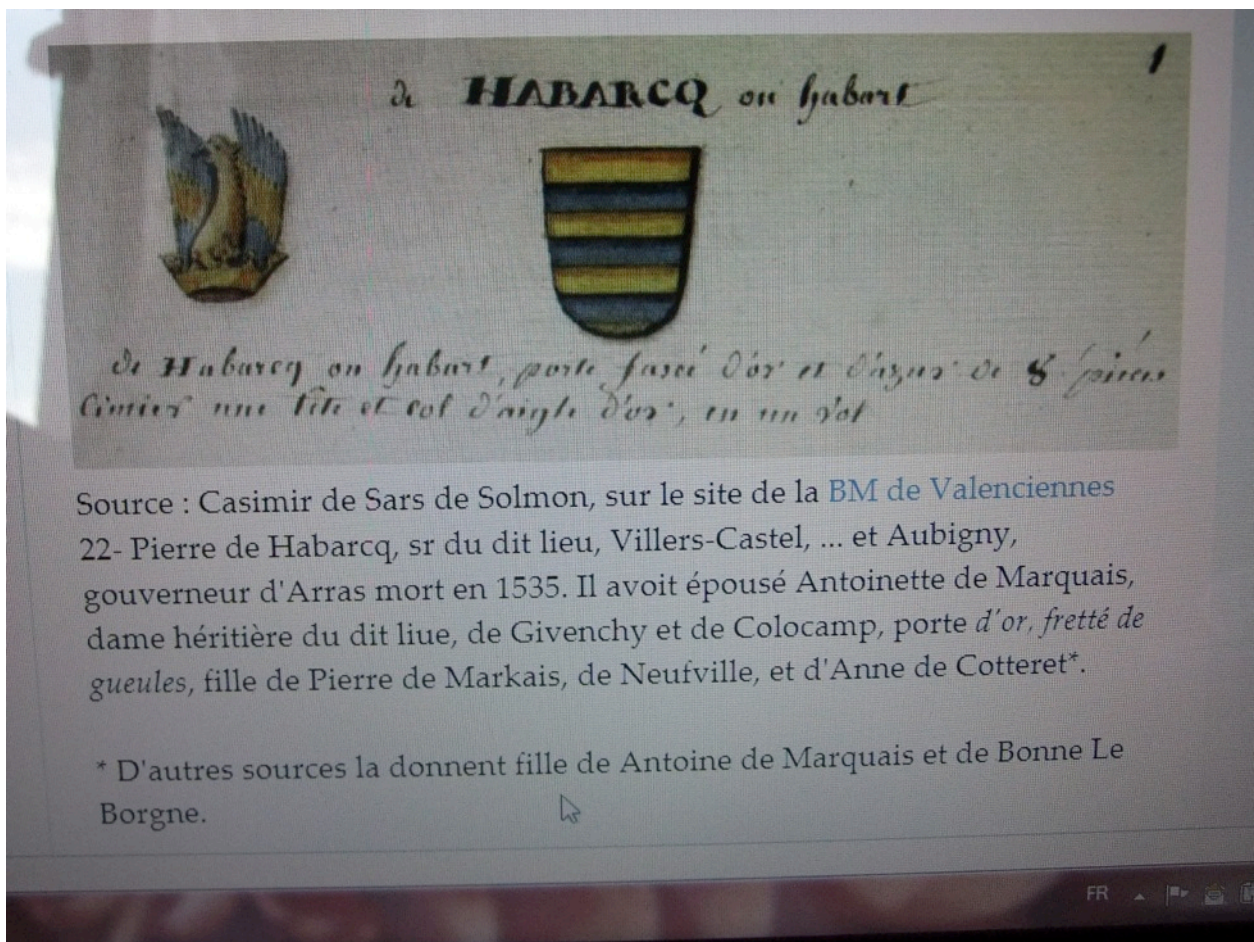 de HABARCQ ou habart
1
de Habarcq ou habart, porte fascé d'or et d'azur de 8 pieces
Cimier une tête et col d'aigle d'or, en un vol
Source : Casimir de Sars de Solmon, sur le site de la BM de Valenciennes
22- Pierre de Habarcq, sr du dit lieu, Villers-Castel, ... et Aubigny,
gouverneur d'Arras mort en 1535. Il avoit épousé Antoinette de Marquais,
dame héritière du dit liue, de Givenchy et de Colocamp, porte d'or, fretté de
gueules, fille de Pierre de Markais, de Neufville, et d'Anne de Cotteret*.
* D'autres sources la donnent fille de Antoine de Marquais et de Bonne Le
Borgne.
FR